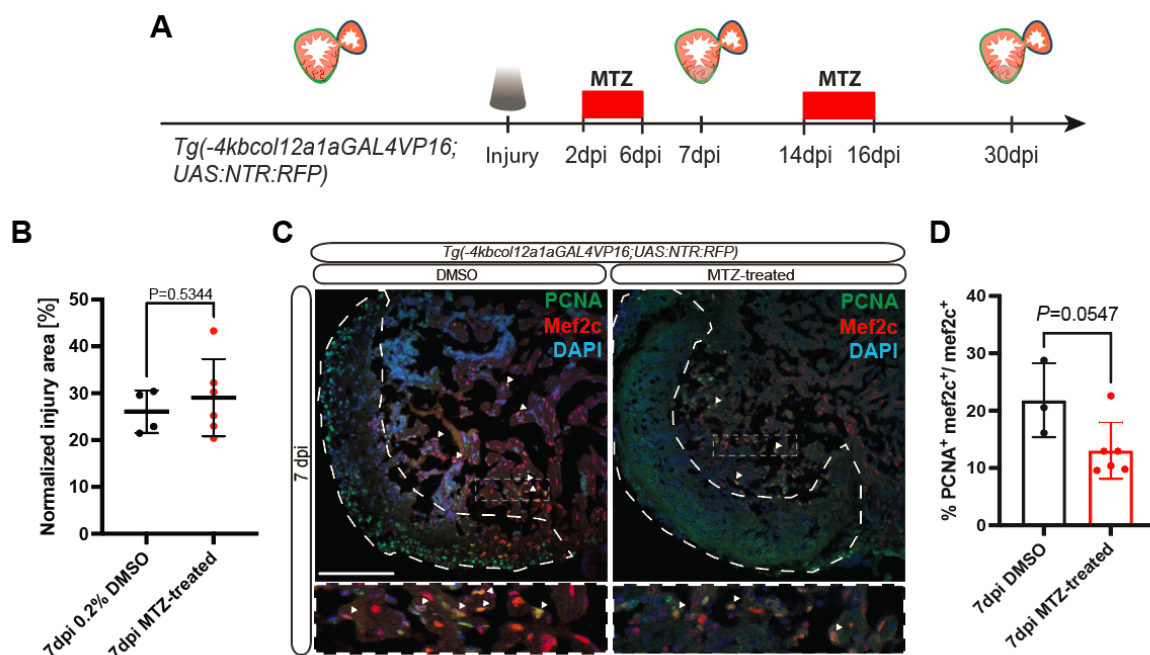 A
MTZ
MTZ
Tg(-4kbcol12a1aGAL4VP16;
UAS:NTR:RFP)
Injury
2dpi
6dpi
7dpi
14dpi
16dpi
30dpi
B
P=0.5344
Normalized injury area [%]
50
40
30
20
10
0
7dpi 0.2% DMSO
7dpi MTZ-treated
C
Tg(-4kbcol12a1aGAL4VP16;UAS:NTR:RFP)
DMSO
MTZ-treated
7 dpi
PCNA
Mef2c
DAPI
PCNA
Mef2c
DAPI
D
P=0.0547
% PCNA⁺ mef2c⁺/ mef2c⁺
40
30
20
10
0
7dpi DMSO
7dpi MTZ-treated